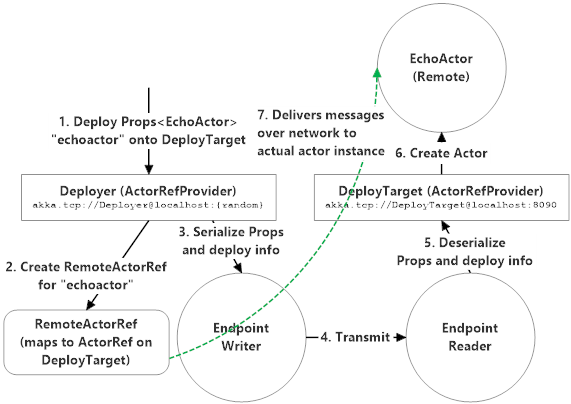 EchoActor
(Remote)
1. Deploy Props<EchoActor>
"echoactor" onto DeployTarget
7. Delivers messages
over network to
actual actor instance
6. Create Actor
Deployer (ActorRefProvider)
akka.tcp://Deployer@localhost:{random}
DeployTarget (ActorRefProvider)
akka.tcp://DeployTarget@localhost:8090
3. Serialize Props
and deploy info
5. Deserialize
Props and deploy info
2. Create RemoteActorRef
for "echoactor"
RemoteActorRef
(maps to ActorRef on
DeployTarget)
Endpoint
Writer
4. Transmit
Endpoint
Reader